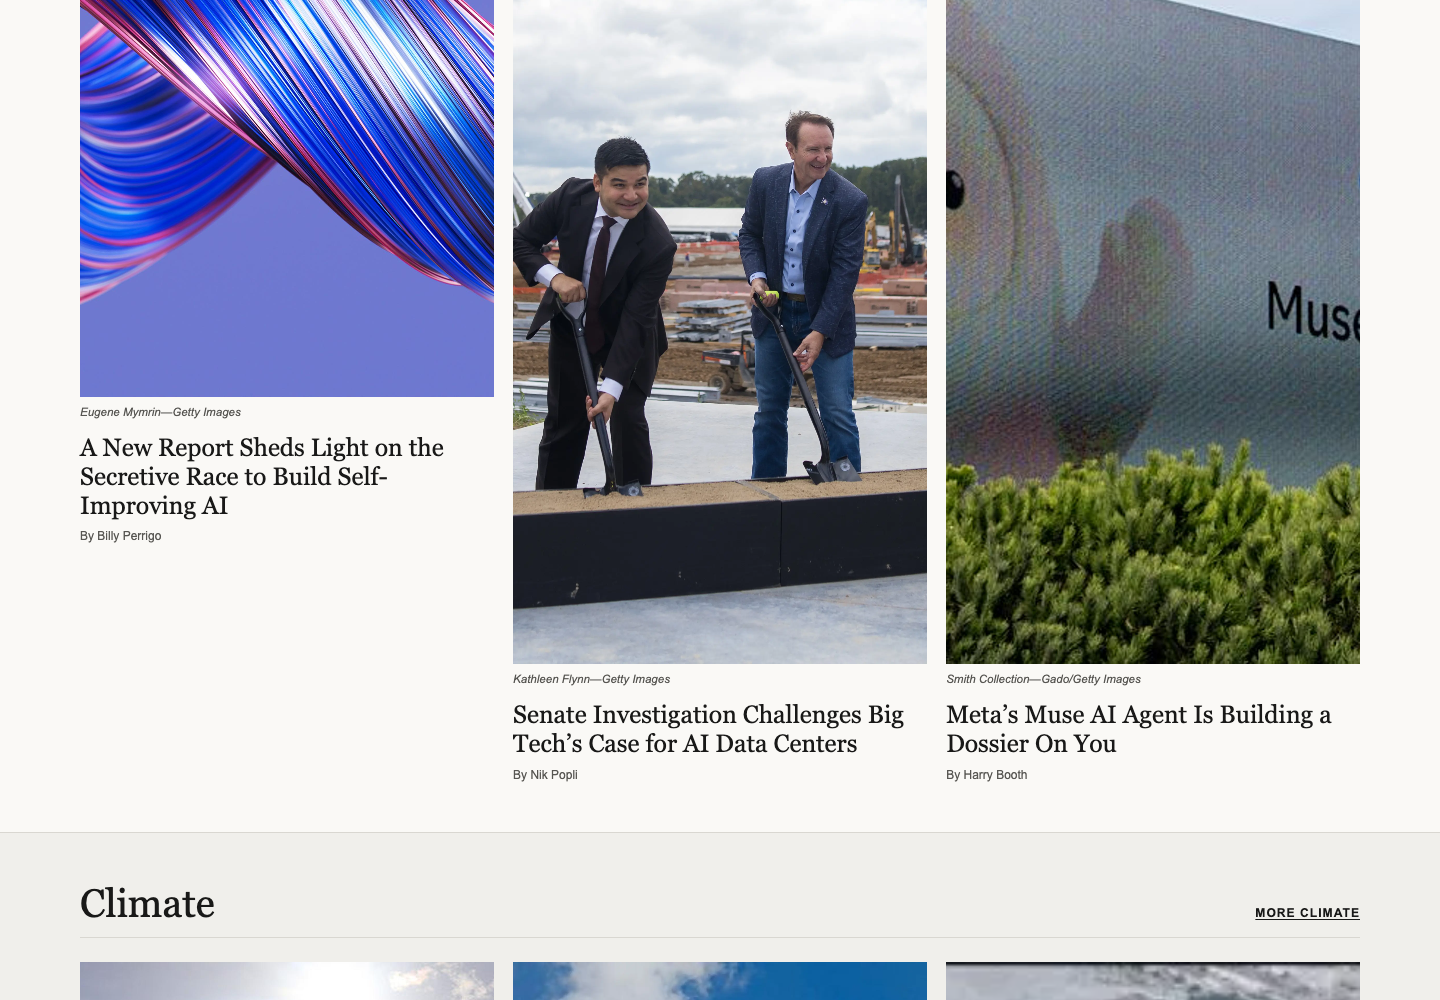 Muse
Eugene Mymrin—Getty Images
A New Report Sheds Light on the
Secretive Race to Build Self-
Improving AI
By Billy Perrigo
Kathleen Flynn—Getty Images
Senate Investigation Challenges Big
Tech’s Case for AI Data Centers
By Nik Popli
Smith Collection—Gado/Getty Images
Meta’s Muse AI Agent Is Building a
Dossier On You
By Harry Booth
Climate
MORE CLIMATE